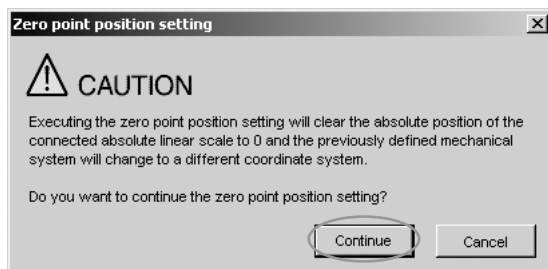 Zero point position setting
CAUTION
Executing the zero point position setting will clear the absolute position of the
connected absolute linear scale to 0 and the previously defined mechanical
system will change to a different coordinate system.
Do you want to continue the zero point position setting?
Continue Cancel